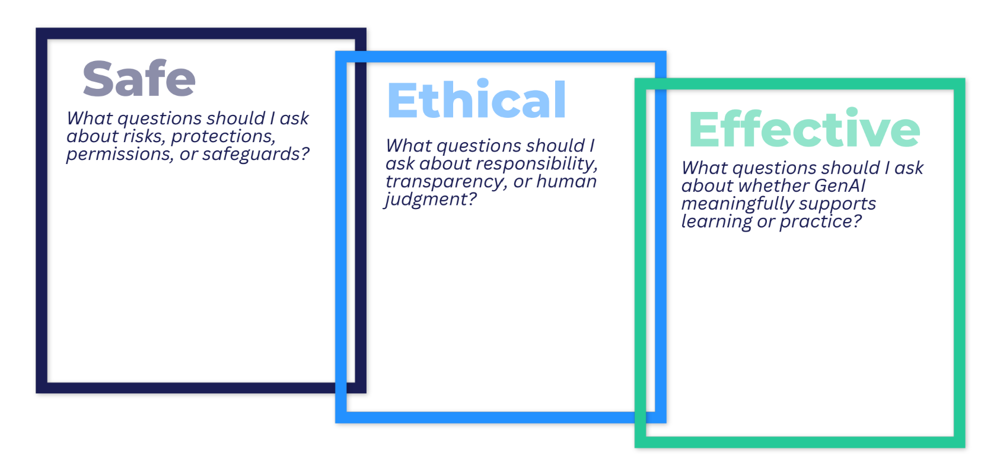 Safe
What questions should I ask
about risks, protections,
permissions, or safeguards?
Ethical
What questions should I
ask about responsibility,
transparency, or human
judgment?
Effective
What questions should I ask
about whether GenAI
meaningfully supports
learning or practice?